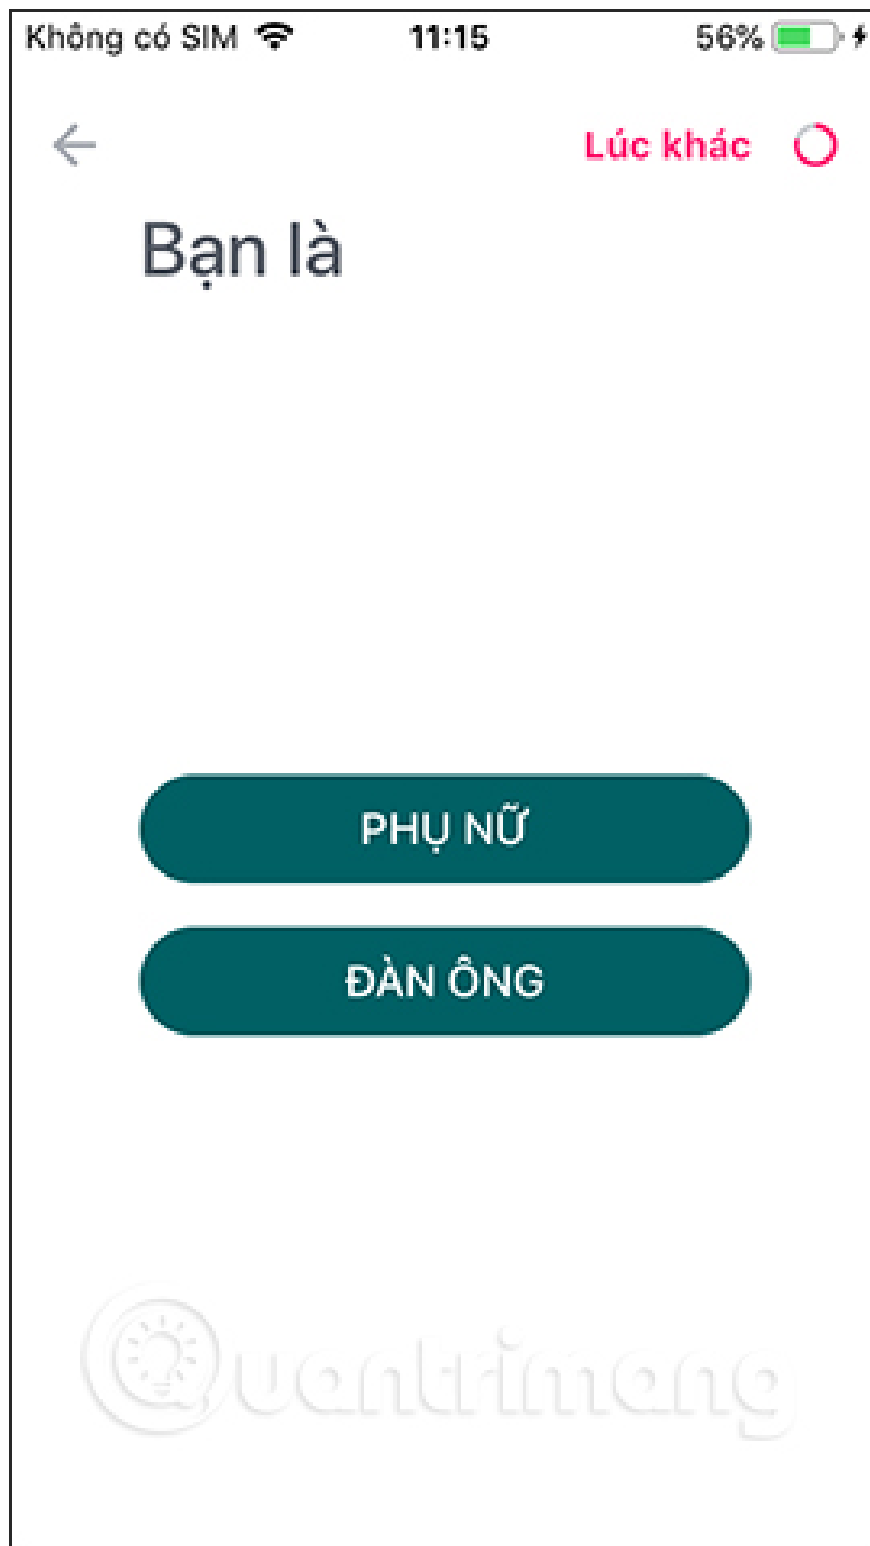 Không có SIM 11:15 56%
Lúc khác
Bạn là
PHỤ NỮ
ĐÀN ÔNG
Quantrimang